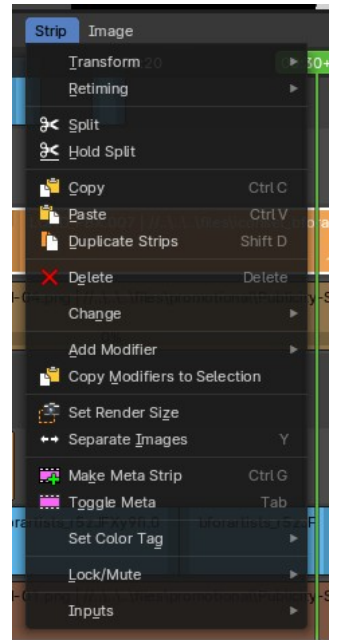 Strip Image
Transform
Retiming
Split
Hold Split
Copy Ctrl C
Paste Ctrl V
Duplicate Strips Shift D
Delete Delete
Change
Add Modifier
Copy Modifiers to Selection
Set Render Size
Separate Images Y
Make Meta Strip Ctrl G
Toggle Meta Tab
Set Color Tag
Lock/Mute
Inputs